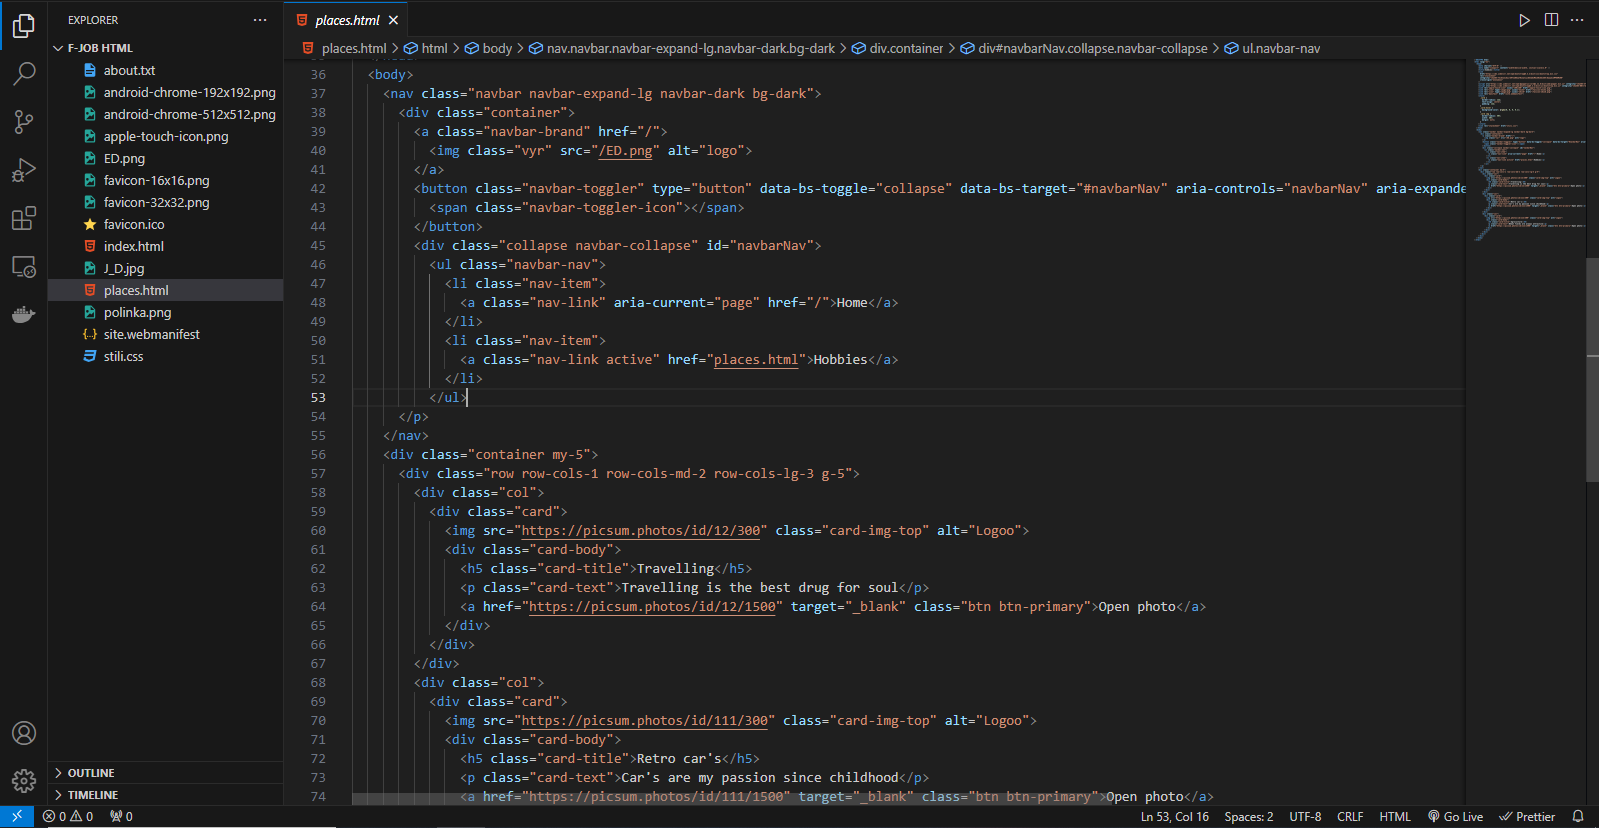 EXPLORER
···
places.html
F-JOB HTML
about.txt
android-chrome-192x192.png
android-chrome-512x512.png
apple-touch-icon.png
ED.png
favicon-16x16.png
favicon-32x32.png
favicon.ico
index.html
J_D.jpg
places.html
polinka.png
site.webmanifest
stili.css
OUTLINE
TIMELINE
places.html > html > body > nav.navbar.navbar-expand-lg.navbar-dark.bg-dark > div.container > div#navbarNav.collapse.navbar-collapse > ul.navbar-nav
36 <body>
37 <nav class="navbar navbar-expand-lg navbar-dark bg-dark">
38 <div class="container">
39 <a class="navbar-brand" href="/">
40 <img class="vyr" src="/ED.png" alt="logo">
41 </a>
42 <button class="navbar-toggler" type="button" data-bs-toggle="collapse" data-bs-target="#navbarNav" aria-controls="navbarNav" aria-expande
43 <span class="navbar-toggler-icon"></span>
44 </button>
45 <div class="collapse navbar-collapse" id="navbarNav">
46 <ul class="navbar-nav">
47 <li class="nav-item">
48 <a class="nav-link" aria-current="page" href="/">Home</a>
49 </li>
50 <li class="nav-item">
51 <a class="nav-link active" href="places.html">Hobbies</a>
52 </li>
53 </ul>
54 </p>
55 </nav>
56 <div class="container my-5">
57 <div class="row row-cols-1 row-cols-md-2 row-cols-lg-3 g-5">
58 <div class="col">
59 <div class="card">
60 <img src="https://picsum.photos/id/12/300" class="card-img-top" alt="Logoo">
61 <div class="card-body">
62 <h5 class="card-title">Travelling</h5>
63 <p class="card-text">Travelling is the best drug for soul</p>
64 <a href="https://picsum.photos/id/12/1500" target="_blank" class="btn btn-primary">Open photo</a>
65 </div>
66 </div>
67 </div>
68 <div class="col">
69 <div class="card">
70 <img src="https://picsum.photos/id/111/300" class="card-img-top" alt="Logoo">
71 <div class="card-body">
72 <h5 class="card-title">Retro car's</h5>
73 <p class="card-text">Car's are my passion since childhood</p>
74 <a href="https://picsum.photos/id/111/1500" target="_blank" class="btn btn-primary">Open photo</a>
0 0 0 Ln 53, Col 16 Spaces: 2 UTF-8 CRLF HTML Go Live Prettier